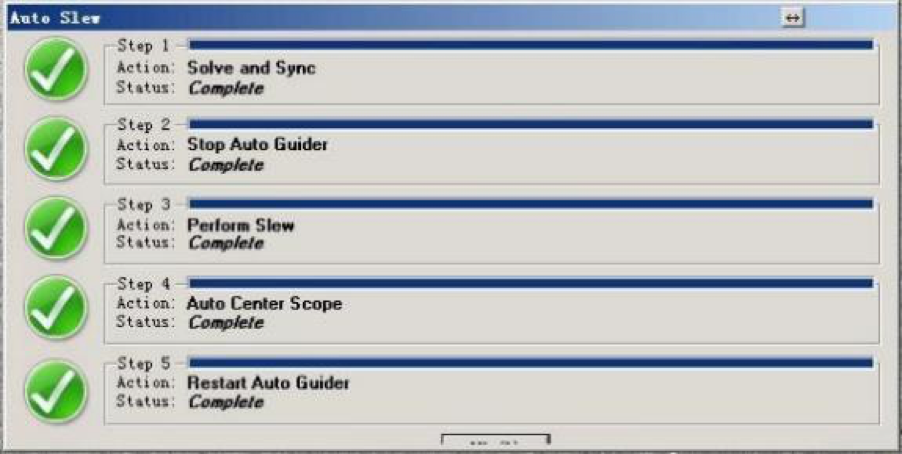 Auto Slew
Step 1
Action: Solve and Sync
Status: Complete
Step 2
Action: Stop Auto Guider
Status: Complete
Step 3
Action: Perform Slew
Status: Complete
Step 4
Action: Auto Center Scope
Status: Complete
Step 5
Action: Restart Auto Guider
Status: Complete